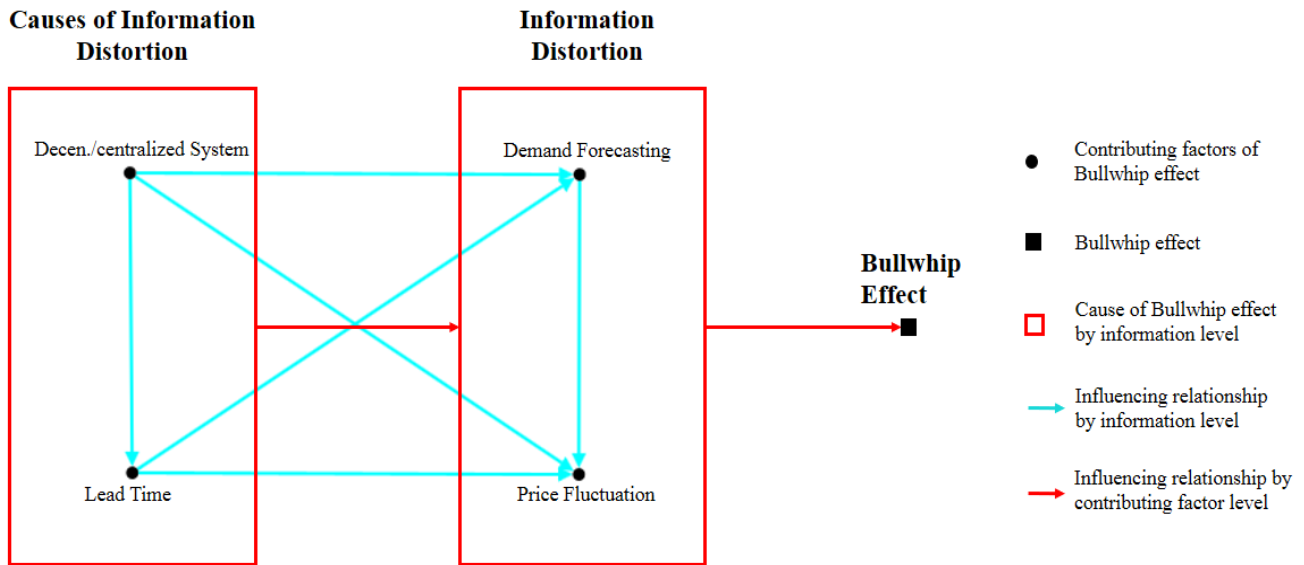 Causes of Information
Distortion
Information
Distortion
Decen./centralized System
Demand Forecasting
Lead Time
Price Fluctuation
Bullwhip
Effect
Contributing factors of
Bullwhip effect
Bullwhip effect
Cause of Bullwhip effect
by information level
Influencing relationship
by information level
Influencing relationship by
contributing factor level